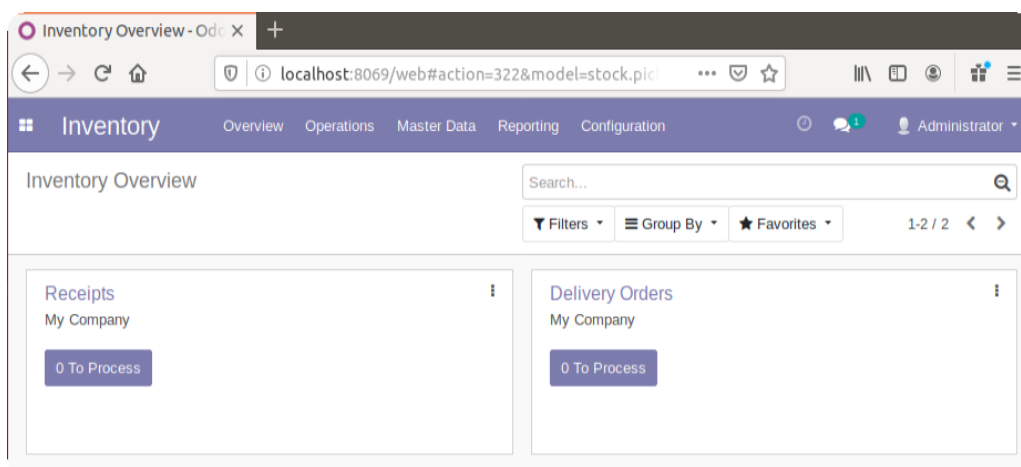 Inventory Overview - Odo
localhost:8069/web#action=322&model=stock.pic
Inventory Overview Operations Master Data Reporting Configuration 1 Administrator
Inventory Overview
Search...
Filters Group By Favorites 1-2 / 2
Receipts
My Company
0 To Process
Delivery Orders
My Company
0 To Process